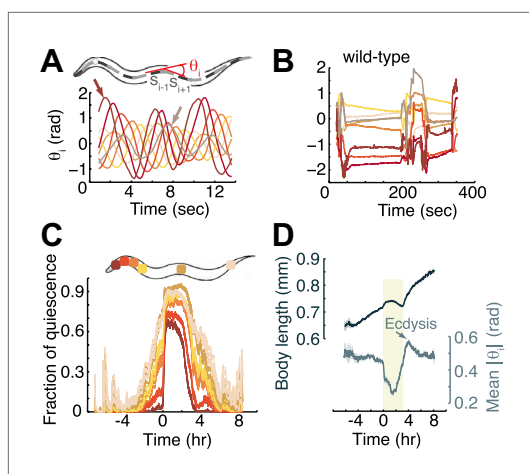 A
θi
Si-1Si+1
θi (rad)
2
1
0
−1
4
8
12
Time (sec)
B
wild-type
2
1
0
−1
−2
0
200
400
Time (sec)
C
Fraction of quiescence
0.9
0.6
0.3
0
-4
0
4
8
Time (hr)
D
Body length (mm)
0.9
0.8
0.7
0.6
Ecdysis
0.6
0.4
0.2
Mean |θi| (rad)
-4
0
4
8
Time (hr)